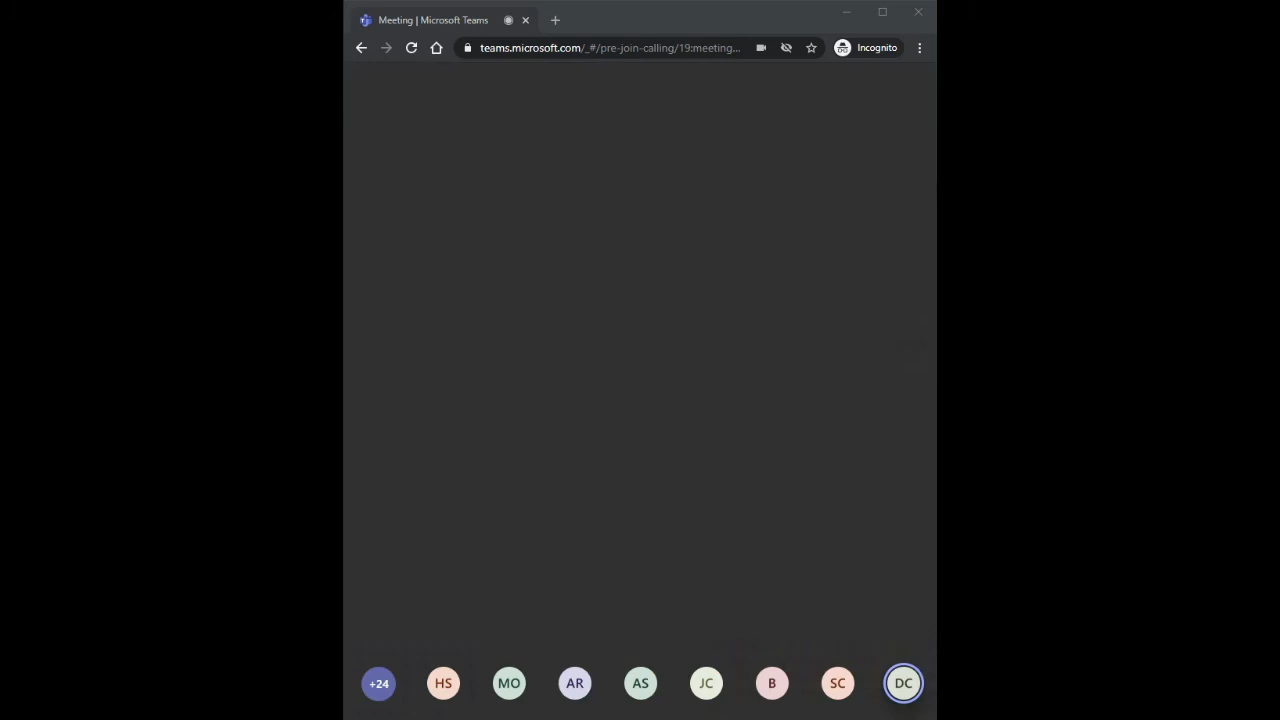 Meeting | Microsoft Teams
teams.microsoft.com/_#/pre-join-calling/19:meeting...
Incognito
+24 HS MO AR AS JC B SC DC